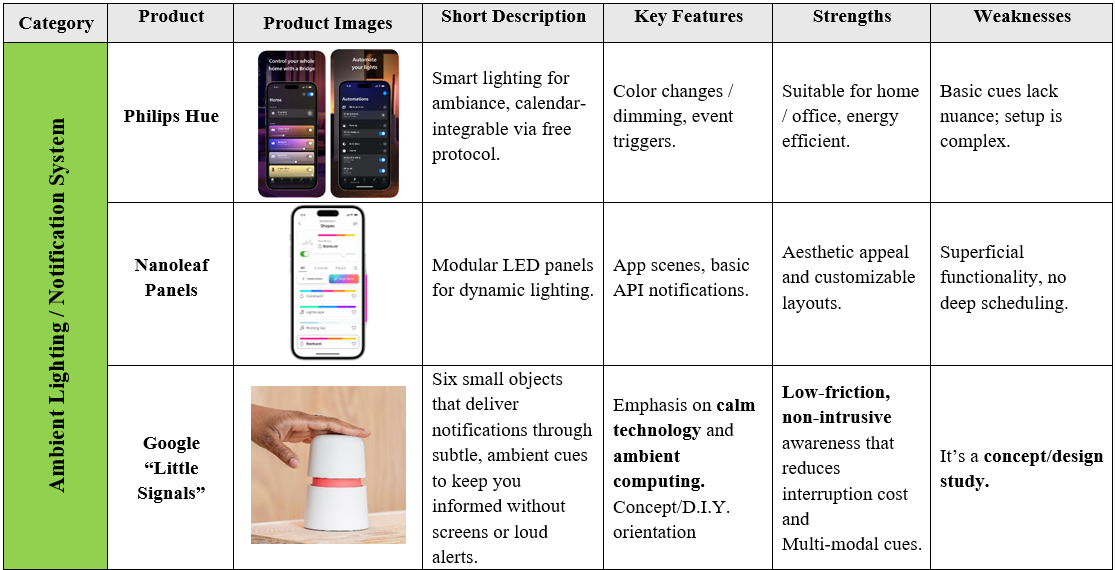 Category
Product
Product Images
Short Description
Key Features
Strengths
Weaknesses
Ambient Lighting / Notification System
Philips Hue
Control your whole
home with a Bridge
Home
Automate
your lights
Automations
Smart lighting for
ambiance, calendar-
integrable via free
protocol.
Color changes /
dimming, event
triggers.
Suitable for home
/ office, energy
efficient.
Basic cues lack
nuance; setup is
complex.
Nanoleaf
Panels
Shapes
Modular LED panels
for dynamic lighting.
App scenes, basic
API notifications.
Aesthetic appeal
and customizable
layouts.
Superficial
functionality, no
deep scheduling.
Google
“Little
Signals”
Six small objects
that deliver
notifications through
subtle, ambient cues
to keep you
informed without
screens or loud
alerts.
Emphasis on calm
technology and
ambient
computing.
Concept/D.I.Y.
orientation
Low-friction,
non-intrusive
awareness that
reduces
interruption cost
and
Multi-modal cues.
It’s a concept/design
study.